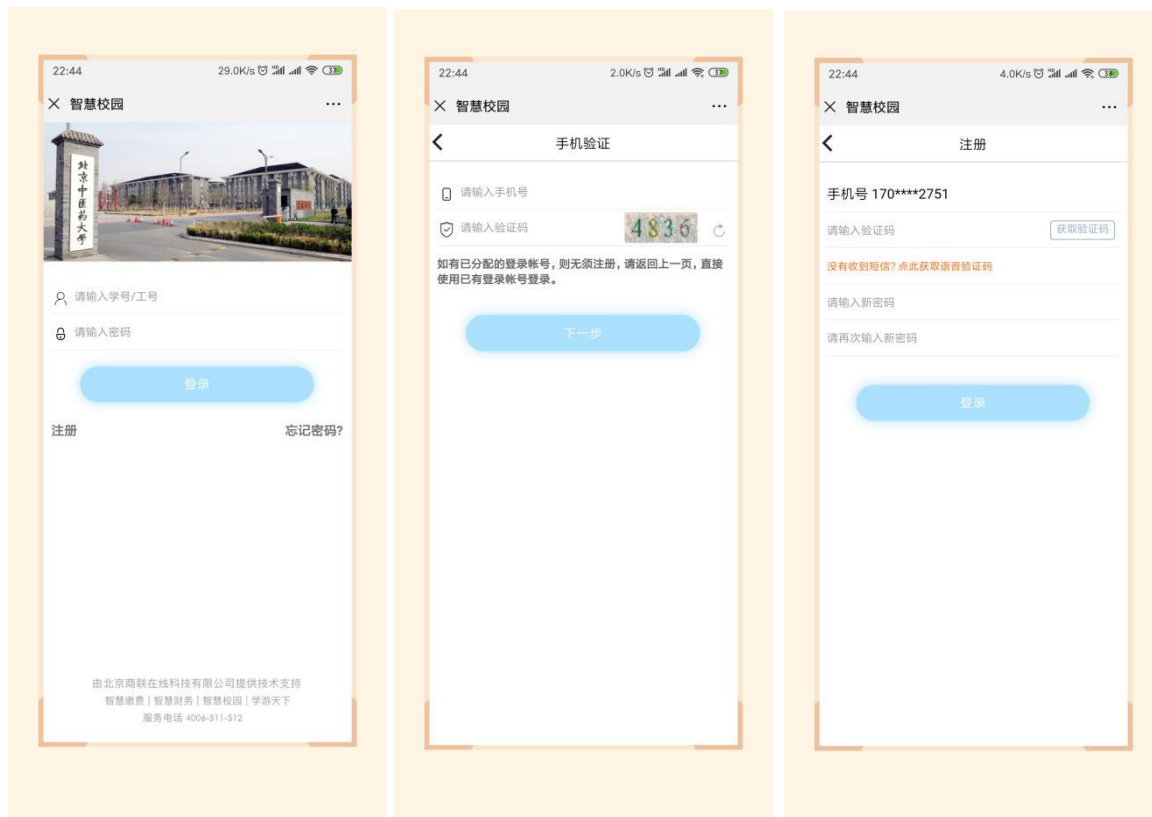 22:44
29.0K/s
智慧校园
北京中医药大学
请输入学号/工号
请输入密码
登录
注册
忘记密码?
由北京商联在线科技有限公司提供技术支持
智慧缴费 | 智慧财务 | 智慧校园 | 学游天下
服务电话 4006-511-512
22:44
2.0K/s
智慧校园
手机验证
请输入手机号
请输入验证码
4836
如有已分配的登录帐号，则无须注册，请返回上一页，直接
使用已有登录帐号登录。
下一步
22:44
4.0K/s
智慧校园
注册
手机号 170****2751
请输入验证码
获取验证码
没有收到短信? 点此获取语音验证码
请输入新密码
请再次输入新密码
登录